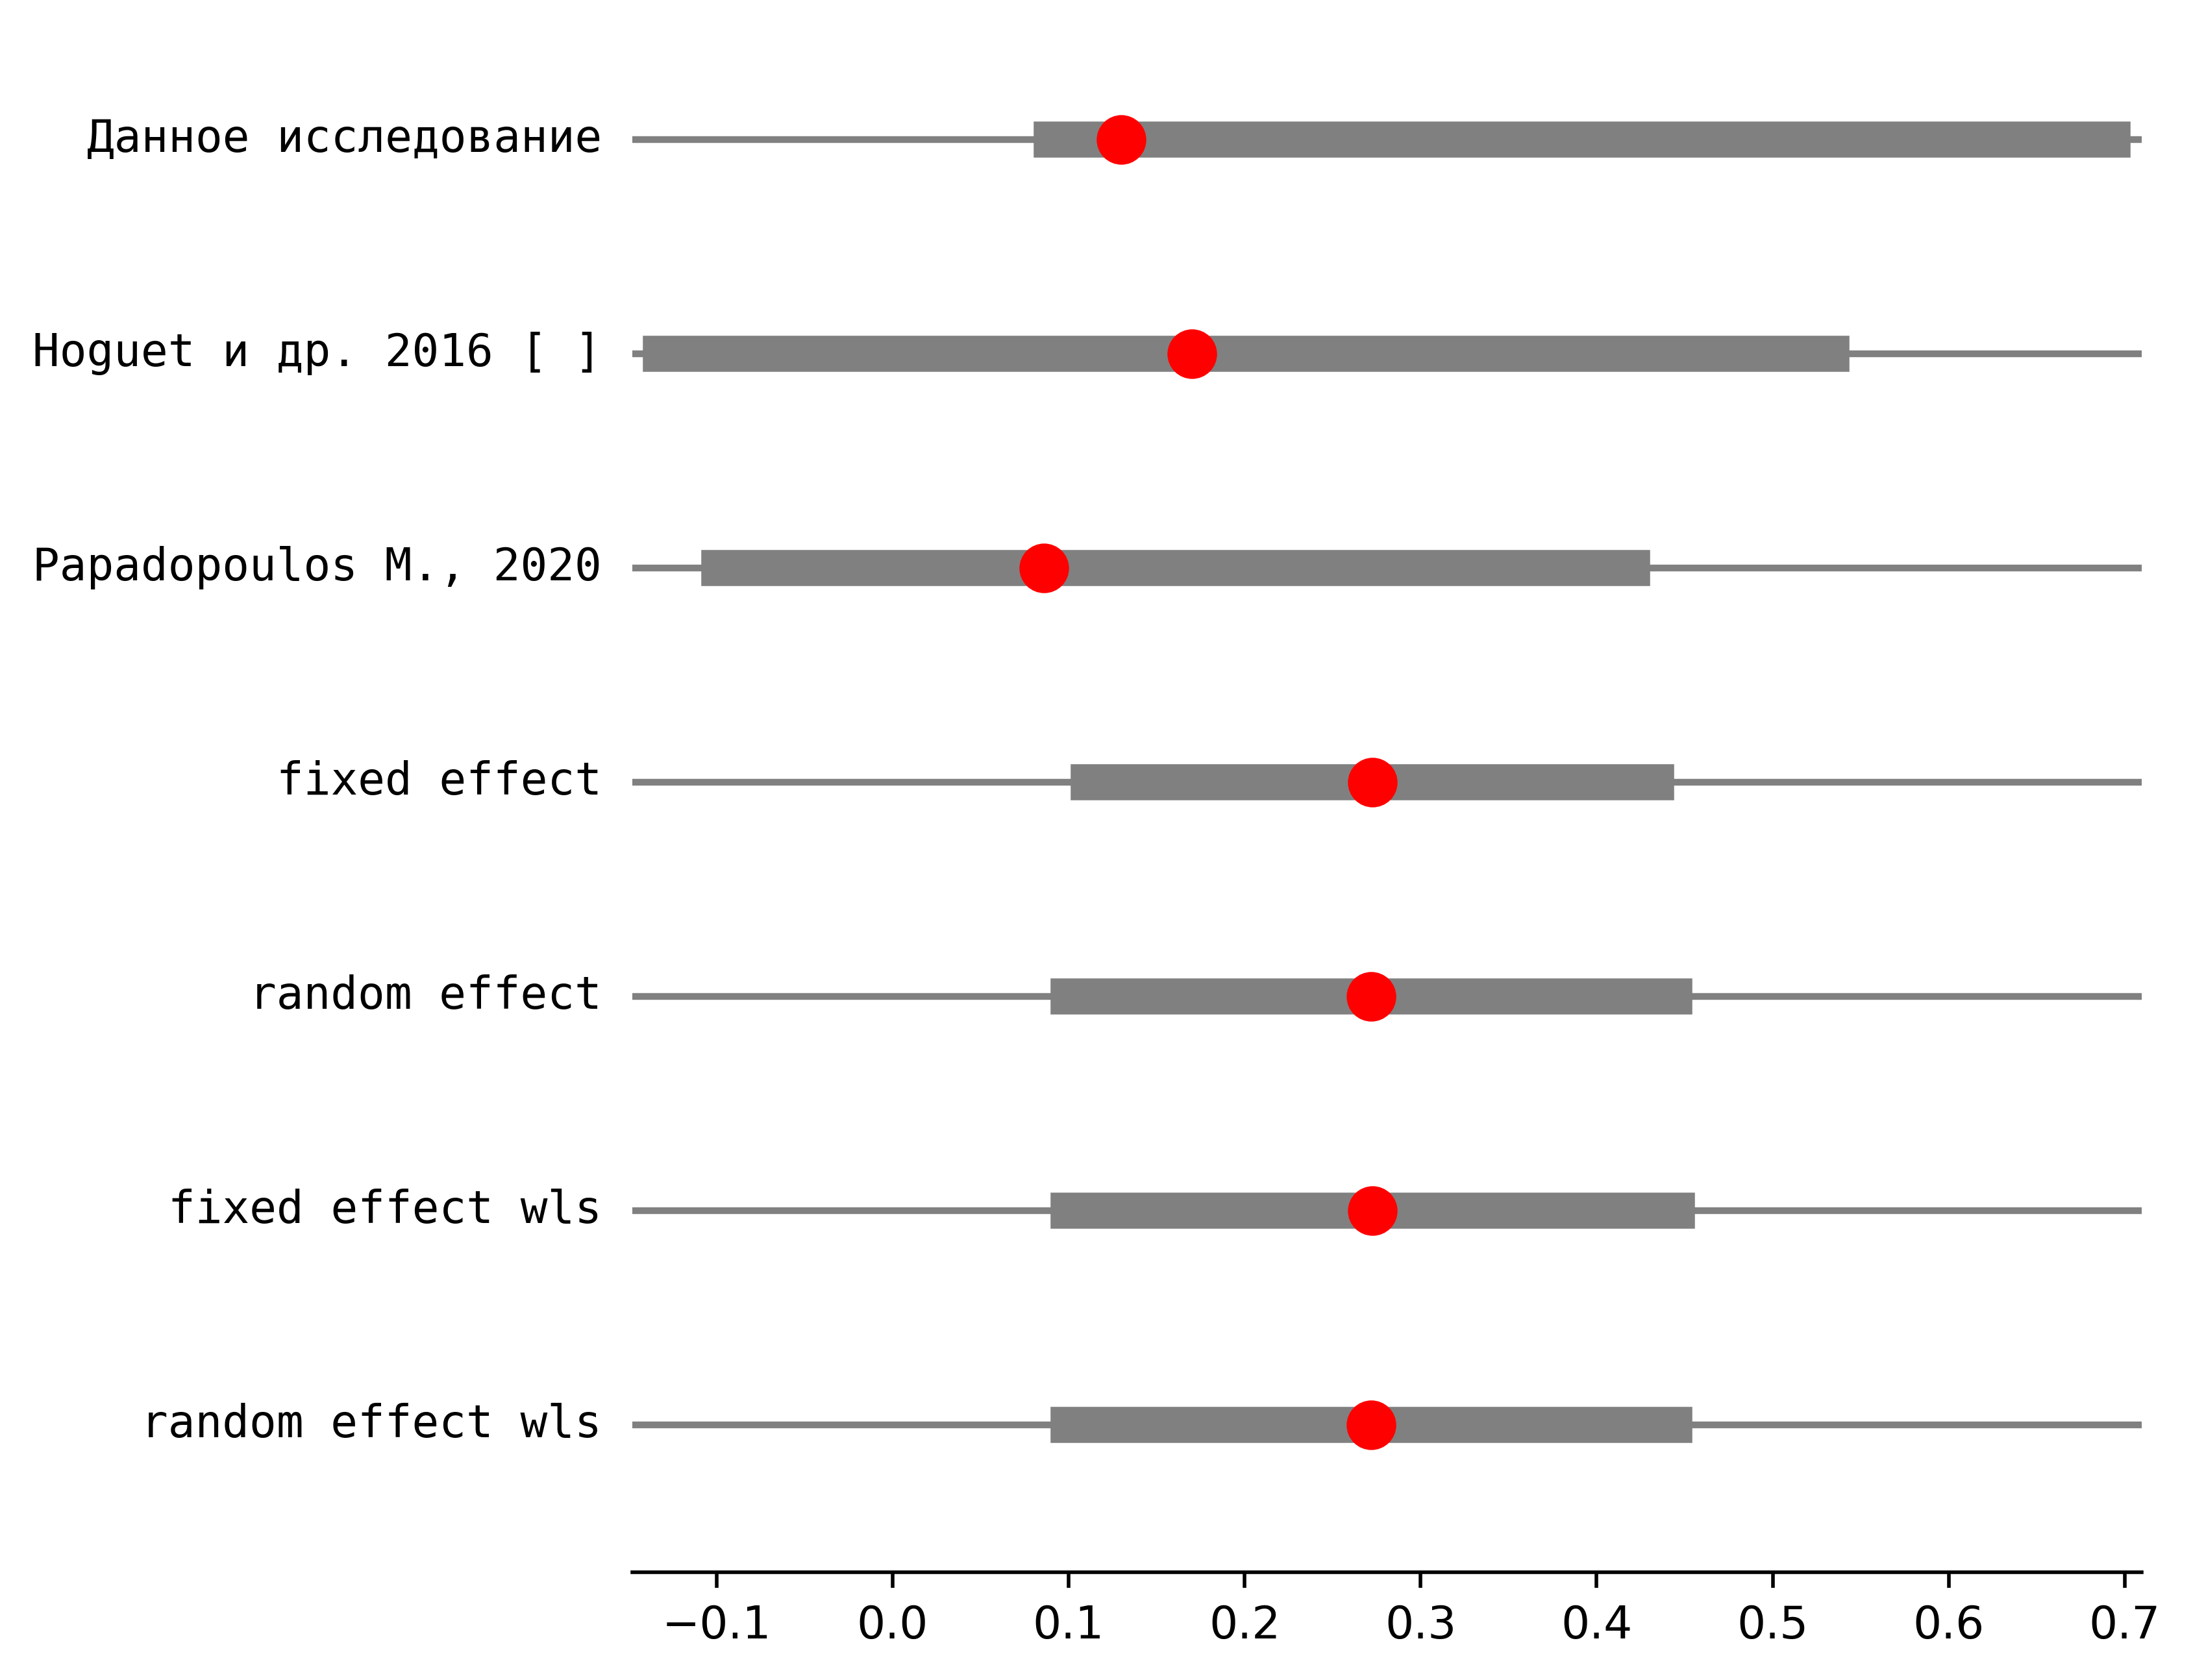 Данное исследование
Hoguet и др. 2016 [ ]
Papadopoulos M., 2020
fixed effect
random effect
fixed effect wls
random effect wls
−0.1 0.0 0.1 0.2 0.3 0.4 0.5 0.6 0.7